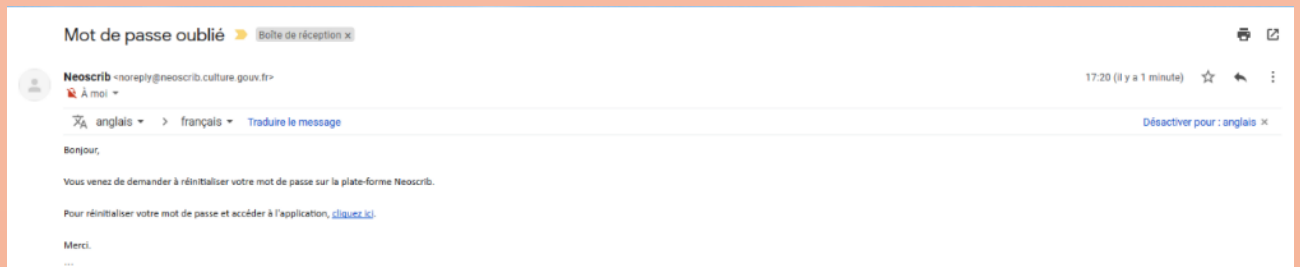 Mot de passe oublié Boîte de réception x
Neoscrib <noreply@neoscrib.culture.gouv.fr> 17:20 (il y a 1 minute)
À moi
anglais > français Traduire le message Désactiver pour : anglais x
Bonjour,
Vous venez de demander à réinitialiser votre mot de passe sur la plate-forme Neoscrib.
Pour réinitialiser votre mot de passe et accéder à l'application, cliquez ici.
Merci.
...